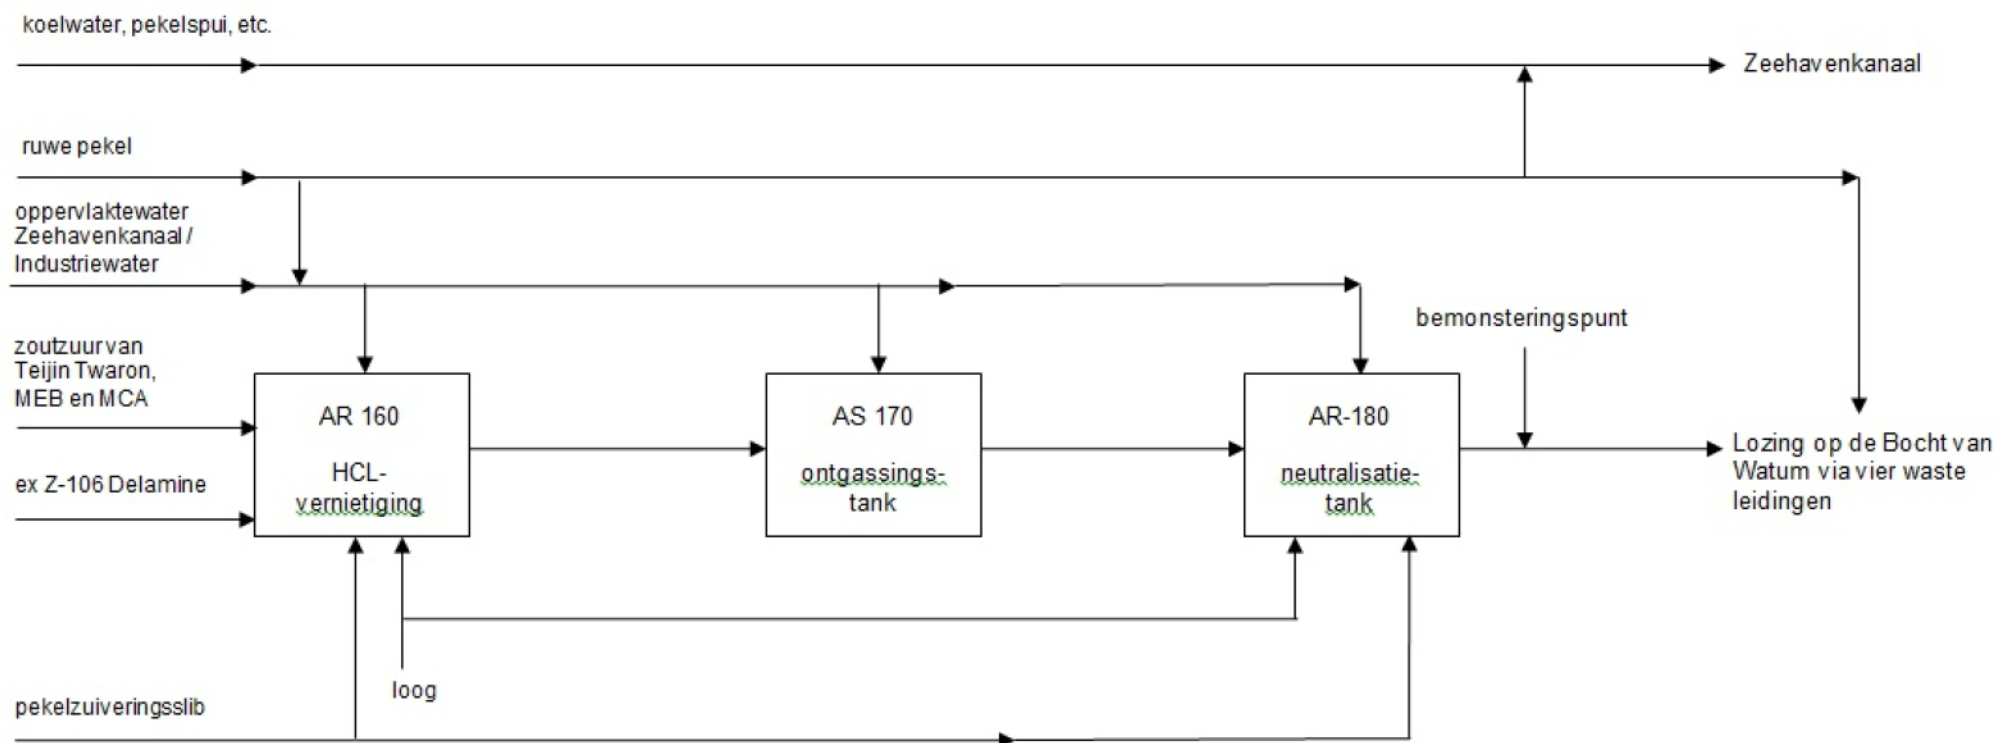 koelwater, pekelspui, etc.
Zeehavenkanaal
ruwe pekel
oppervlaktewater
Zeehavenkanaal/
Industriewater
bemonsteringspunt
zoutzuur van
Teijin Twaron,
MEB en MCA
ex Z-106 Delamine
AR 160
HCL-
vernietiging
AS 170
ontgassings-
tank
AR-180
neutralisatie-
tank
Lozing op de Bocht van
Watum via vier waste
leidingen
loog
pekelzuiveringsslib